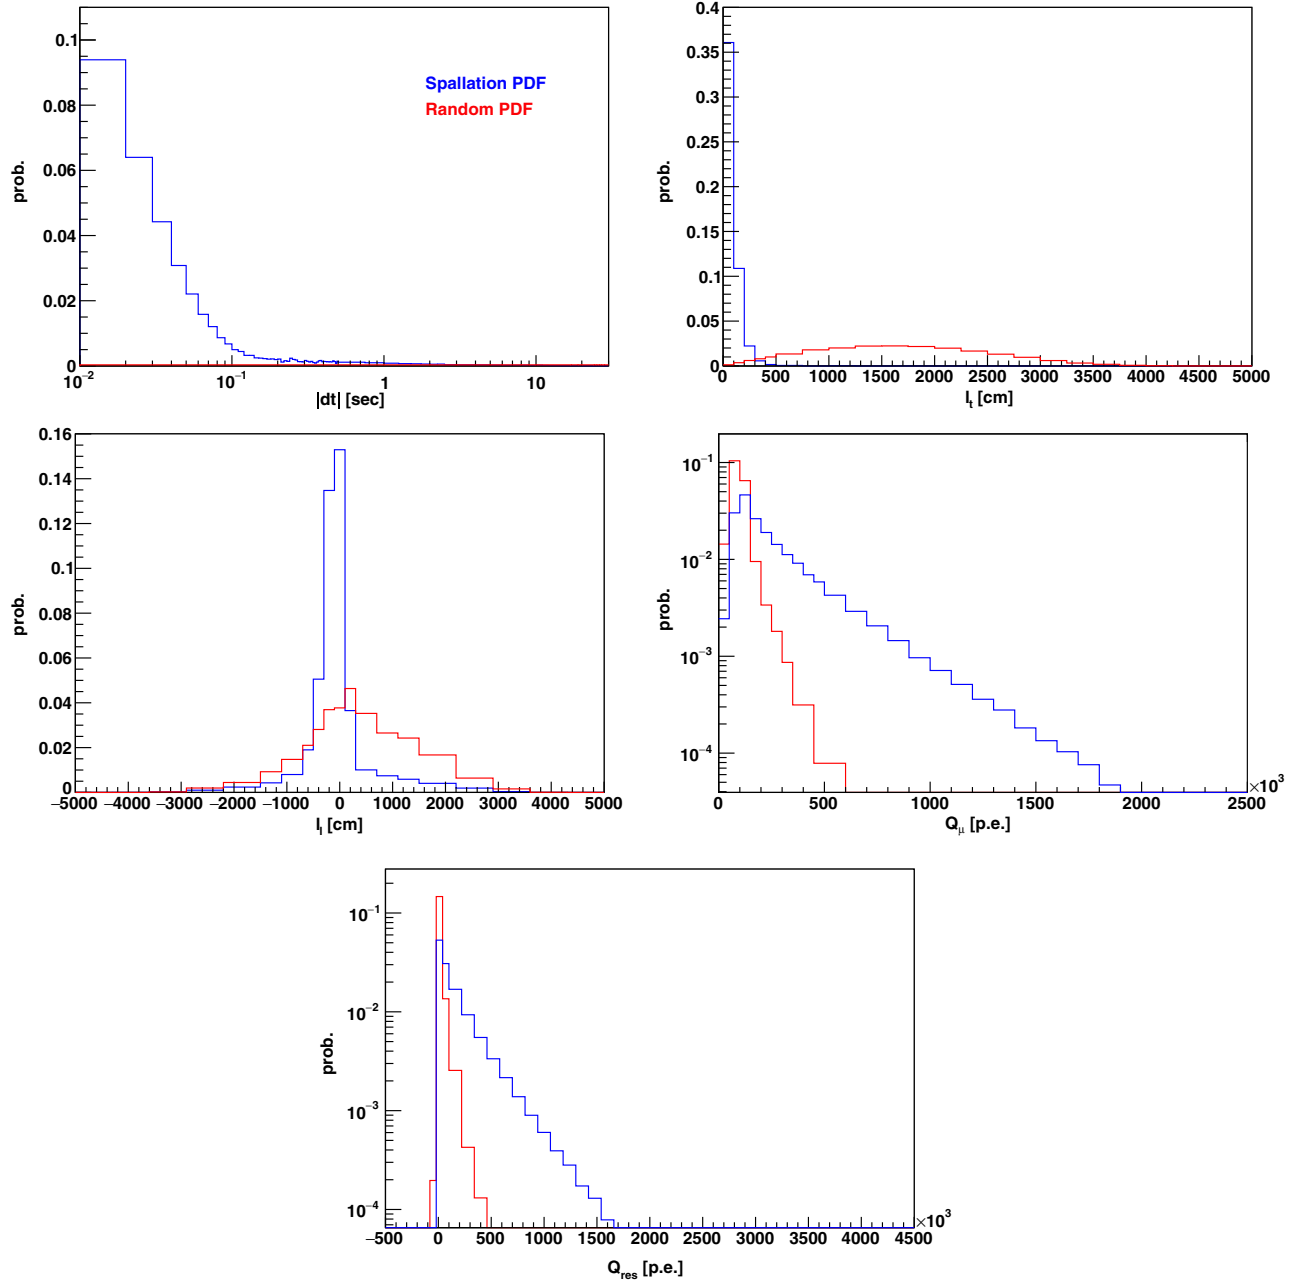 0.1
0.08
0.06
0.04
0.02
0
prob.
Spallation PDF
Random PDF
10−2
10−1
1
10
|dt| [sec]
0.4
0.35
0.3
0.25
0.2
0.15
0.1
0.05
0
prob.
0 500 1000 1500 2000 2500 3000 3500 4000 4500 5000
lt [cm]
0.16
0.14
0.12
0.1
0.08
0.06
0.04
0.02
0
prob.
−5000 −4000 −3000 −2000 −1000 0 1000 2000 3000 4000 5000
ll [cm]
10−1
10−2
10−3
10−4
prob.
0 500 1000 1500 2000 2500
×103
Qμ [p.e.]
10−1
10−2
10−3
10−4
prob.
−500 0 500 1000 1500 2000 2500 3000 3500 4000 4500
×103
Qres [p.e.]